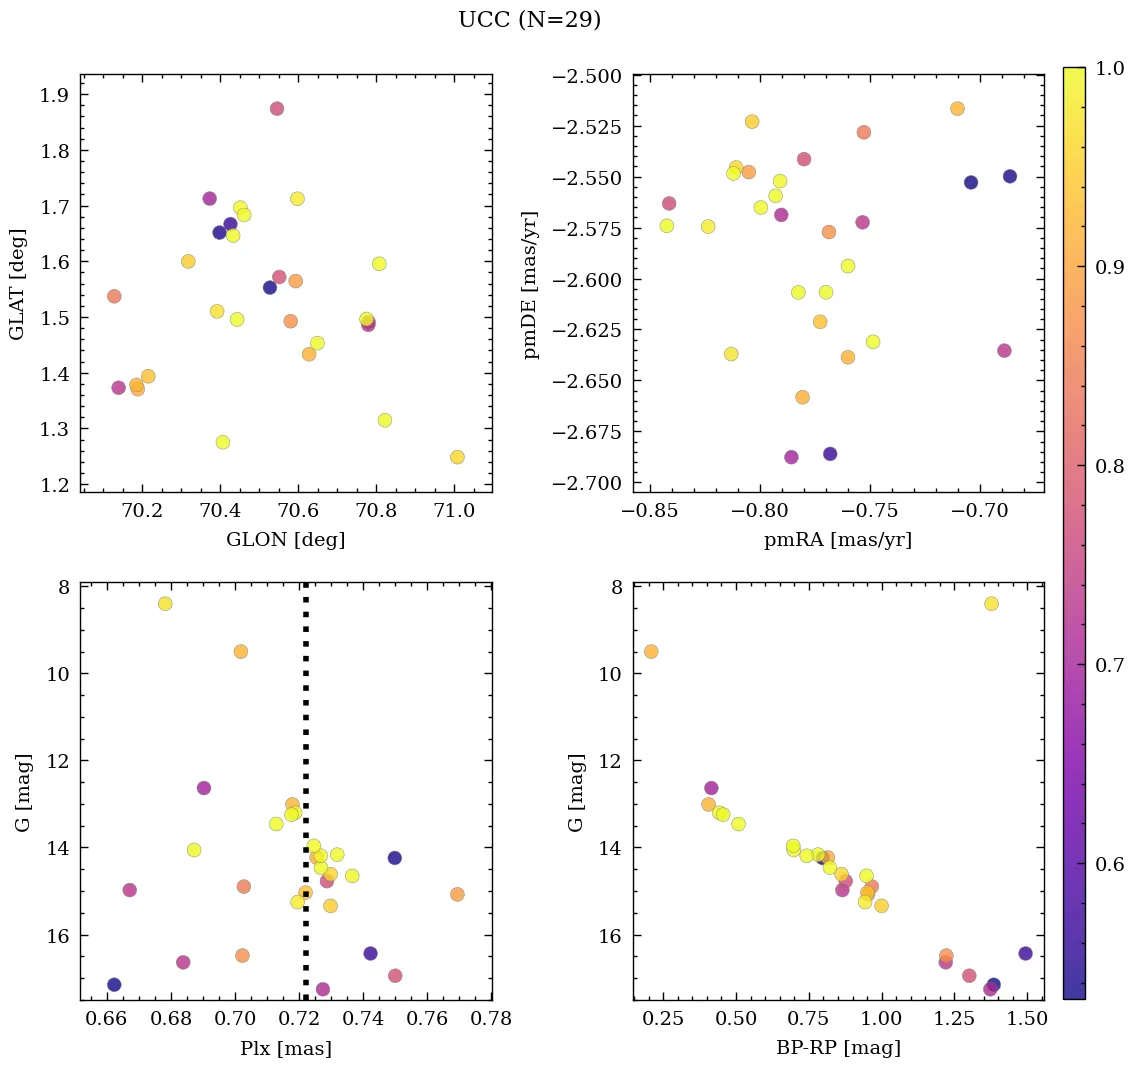 UCC (N=29)
1.9
1.8
1.7
1.6
1.5
1.4
1.3
1.2
GLAT [deg]
70.2 70.4 70.6 70.8 71.0
GLON [deg]
−2.500
−2.525
−2.550
−2.575
−2.600
−2.625
−2.650
−2.675
−2.700
pmDE [mas/yr]
−0.85 −0.80 −0.75 −0.70
pmRA [mas/yr]
1.0
0.9
0.8
0.7
0.6
8
10
12
14
16
G [mag]
0.66 0.68 0.70 0.72 0.74 0.76 0.78
Plx [mas]
8
10
12
14
16
G [mag]
0.25 0.50 0.75 1.00 1.25 1.50
BP-RP [mag]